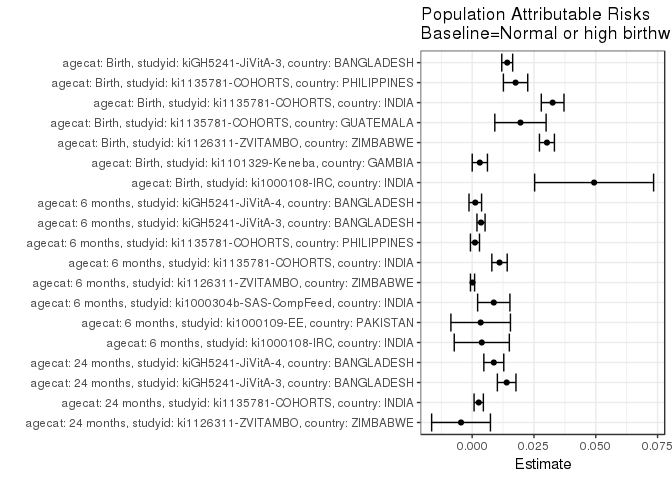 Population Attributable Risks
Baseline=Normal or high birthw
agecat: Birth, studyid: kiGH5241-JiVitA-3, country: BANGLADESH
agecat: Birth, studyid: ki1135781-COHORTS, country: PHILIPPINES
agecat: Birth, studyid: ki1135781-COHORTS, country: INDIA
agecat: Birth, studyid: ki1135781-COHORTS, country: GUATEMALA
agecat: Birth, studyid: ki1126311-ZVITAMBO, country: ZIMBABWE
agecat: Birth, studyid: ki1101329-Keneba, country: GAMBIA
agecat: Birth, studyid: ki1000108-IRC, country: INDIA
agecat: 6 months, studyid: kiGH5241-JiVitA-4, country: BANGLADESH
agecat: 6 months, studyid: kiGH5241-JiVitA-3, country: BANGLADESH
agecat: 6 months, studyid: ki1135781-COHORTS, country: PHILIPPINES
agecat: 6 months, studyid: ki1135781-COHORTS, country: INDIA
agecat: 6 months, studyid: ki1126311-ZVITAMBO, country: ZIMBABWE
agecat: 6 months, studyid: ki1000304b-SAS-CompFeed, country: INDIA
agecat: 6 months, studyid: ki1000109-EE, country: PAKISTAN
agecat: 6 months, studyid: ki1000108-IRC, country: INDIA
agecat: 24 months, studyid: kiGH5241-JiVitA-4, country: BANGLADESH
agecat: 24 months, studyid: kiGH5241-JiVitA-3, country: BANGLADESH
agecat: 24 months, studyid: ki1135781-COHORTS, country: INDIA
agecat: 24 months, studyid: ki1126311-ZVITAMBO, country: ZIMBABWE
0.000 0.025 0.050 0.075
Estimate